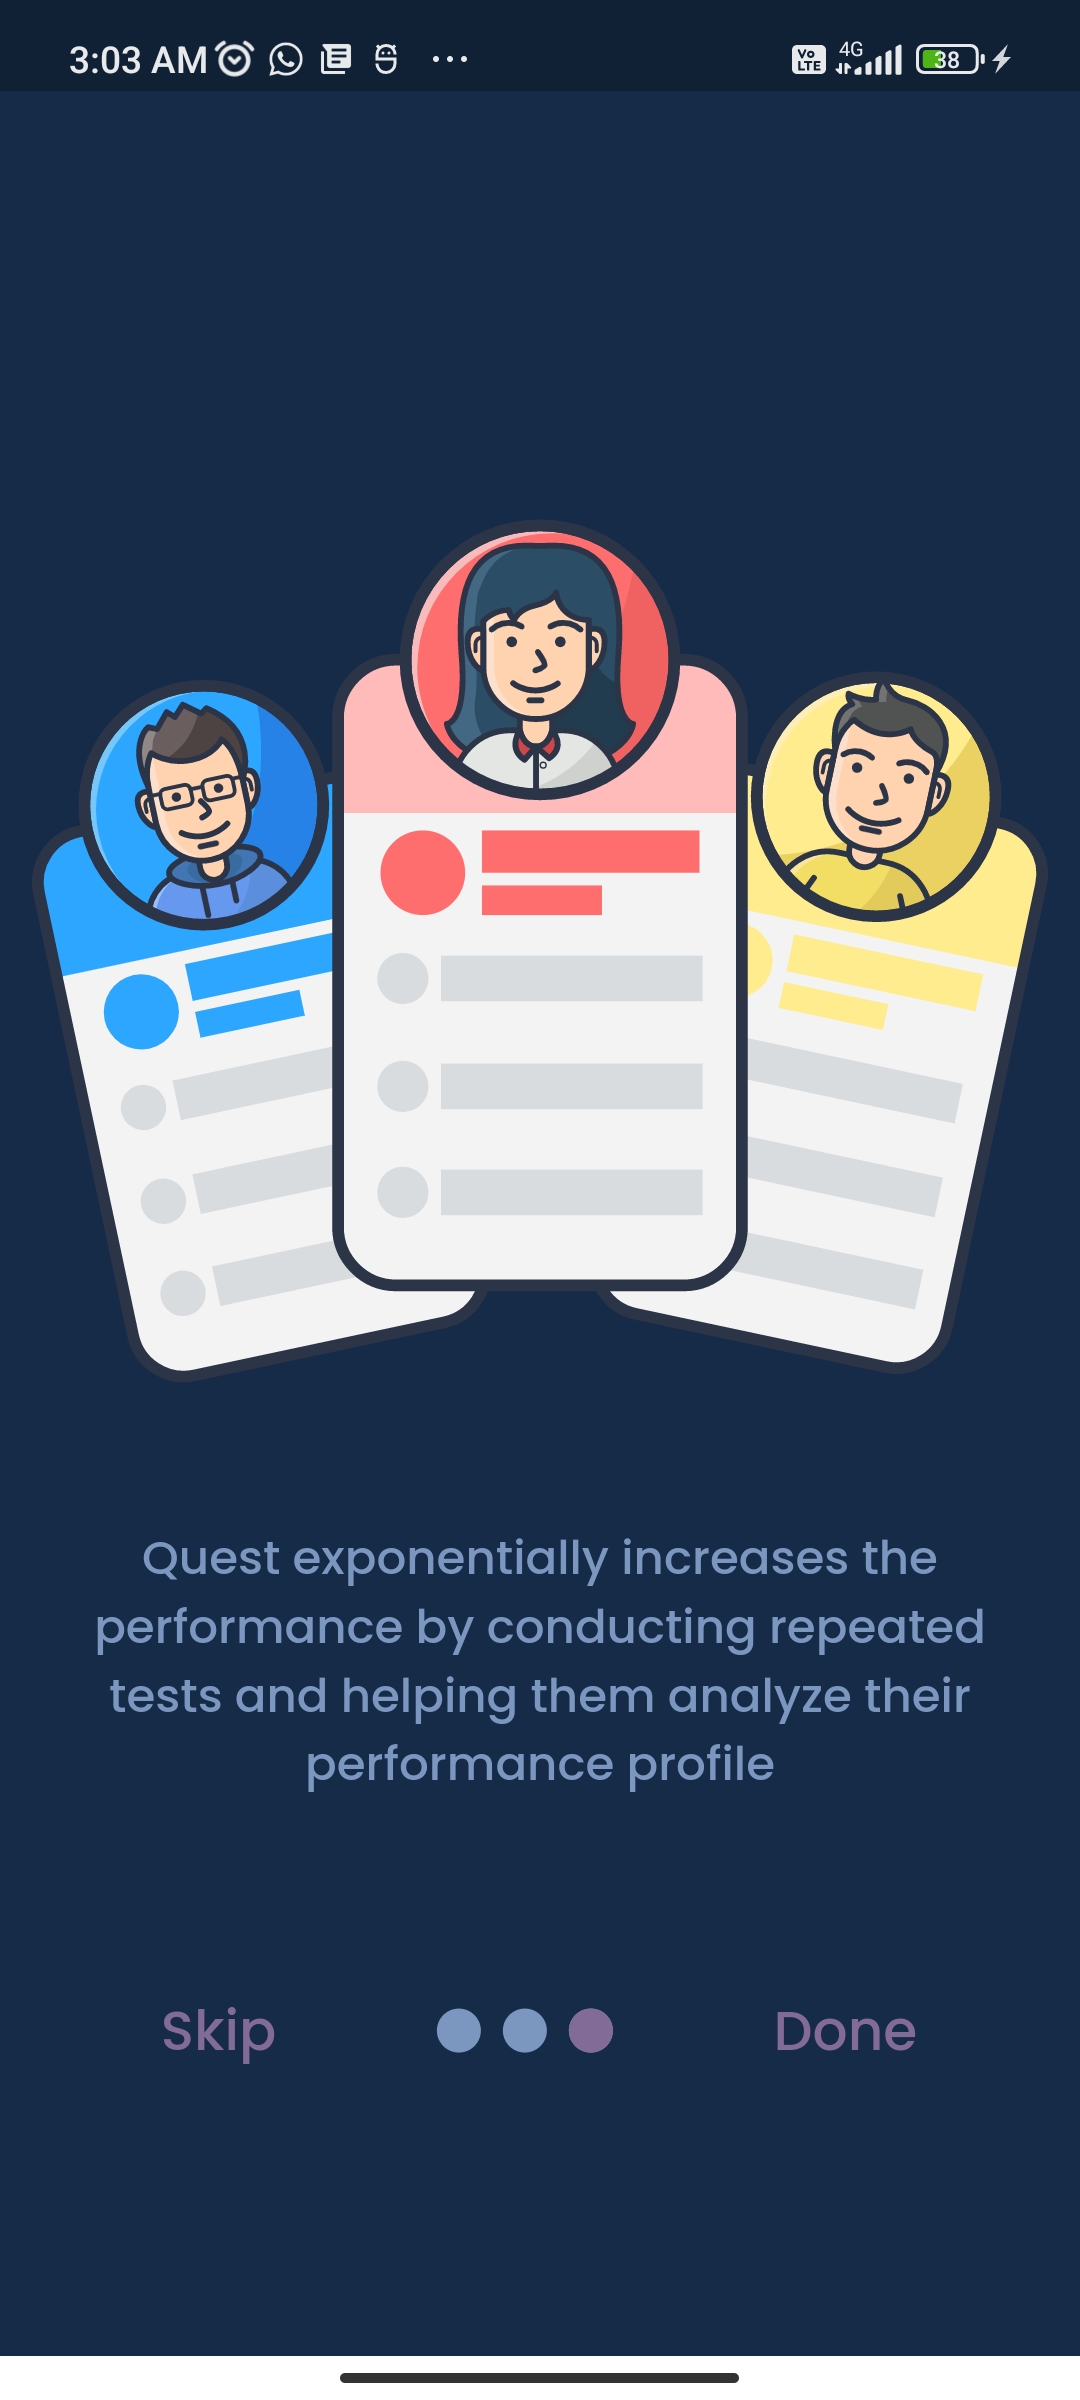 3:03 AM
Vo LTE
4G
38
Quest exponentially increases the
performance by conducting repeated
tests and helping them analyze their
performance profile
Skip
Done